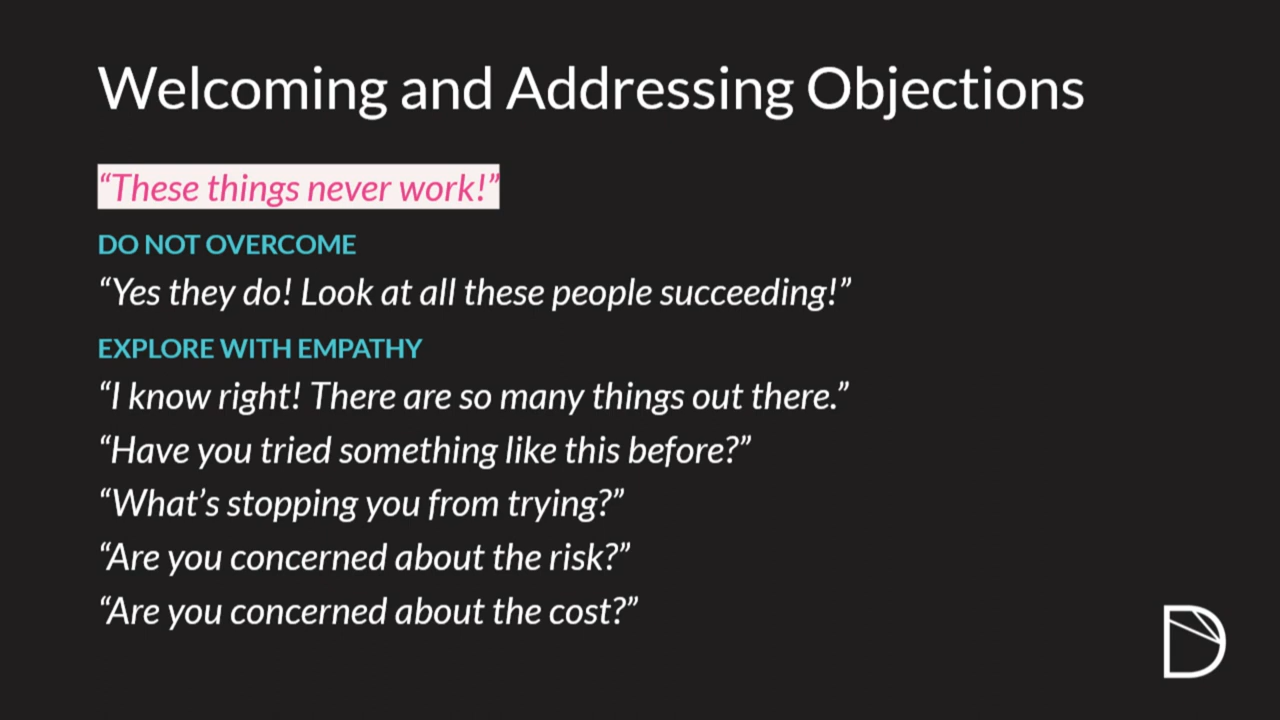 Welcoming and Addressing Objections
“These things never work!”
DO NOT OVERCOME
“Yes they do! Look at all these people succeeding!”
EXPLORE WITH EMPATHY
“I know right! There are so many things out there.”
“Have you tried something like this before?”
“What’s stopping you from trying?”
“Are you concerned about the risk?”
“Are you concerned about the cost?”